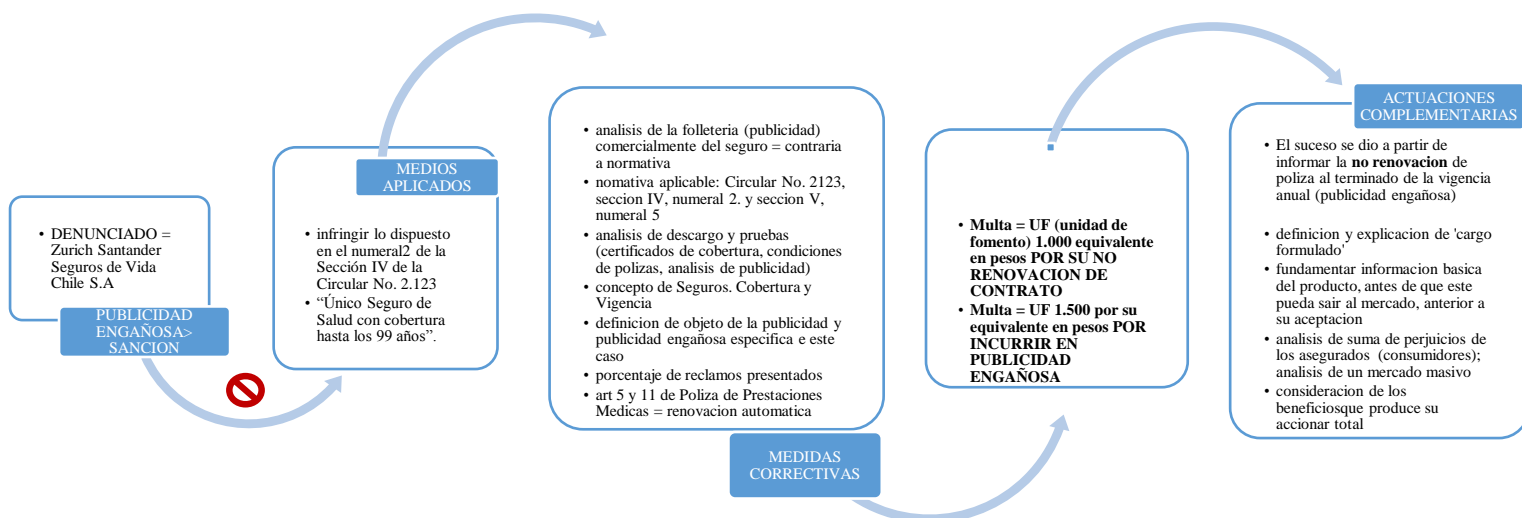 • DENUNCIADO =
Zurich Santander
Seguros de Vida
Chile S.A
PUBLICIDAD
ENGAÑOSA>
SANCION
MEDIOS
APLICADOS
• infringir lo dispuesto
en el numeral2 de la
Sección IV de la
Circular No. 2.123
• “Único Seguro de
Salud con cobertura
hasta los 99 años”.
• analisis de la folleteria (publicidad)
comercialmente del seguro = contraria
a normativa
• nomativa aplicable: Circular No. 2123,
seccion IV, numeral 2. y seccion V,
numeral 5
• analisis de descargo y pruebas
(certificados de cobertura, condiciones
de polizas, analisis de publicidad)
• concepto de Seguros. Cobertura y
Vigencia
• definicion de objeto de la publicidad y
publicidad engañosa especifica e este
caso
• porcentaje de reclamos presentados
• art 5 y 11 de Poliza de Prestaciones
Medicas = renovacion automatica
MEDIDAS
CORRECTIVAS
• Multa = UF (unidad de
fomento) 1.000 equivalente
en pesos POR SU NO
RENOVACION DE
CONTRATO
• Multa = UF 1.500 por su
equivalente en pesos POR
INCURRIR EN
PUBLICIDAD
ENGAÑOSA
ACTUACIONES
COMPLEMENTARIAS
• El suceso se dio a partir de
informar la no renovacion de
poliza al terminado de la vigencia
anual (publicidad engañosa)
• definicion y explicacion de 'cargo
formulado'
• fundamentar informacion basica
del producto, antes de que este
pueda sair al mercado, anterior a
su aceptacion
• analisis de suma de perjuicios de
los asegurados (consumidores);
analisis de un mercado masivo
• consideracion de los
beneficiosque produce su
accionar total